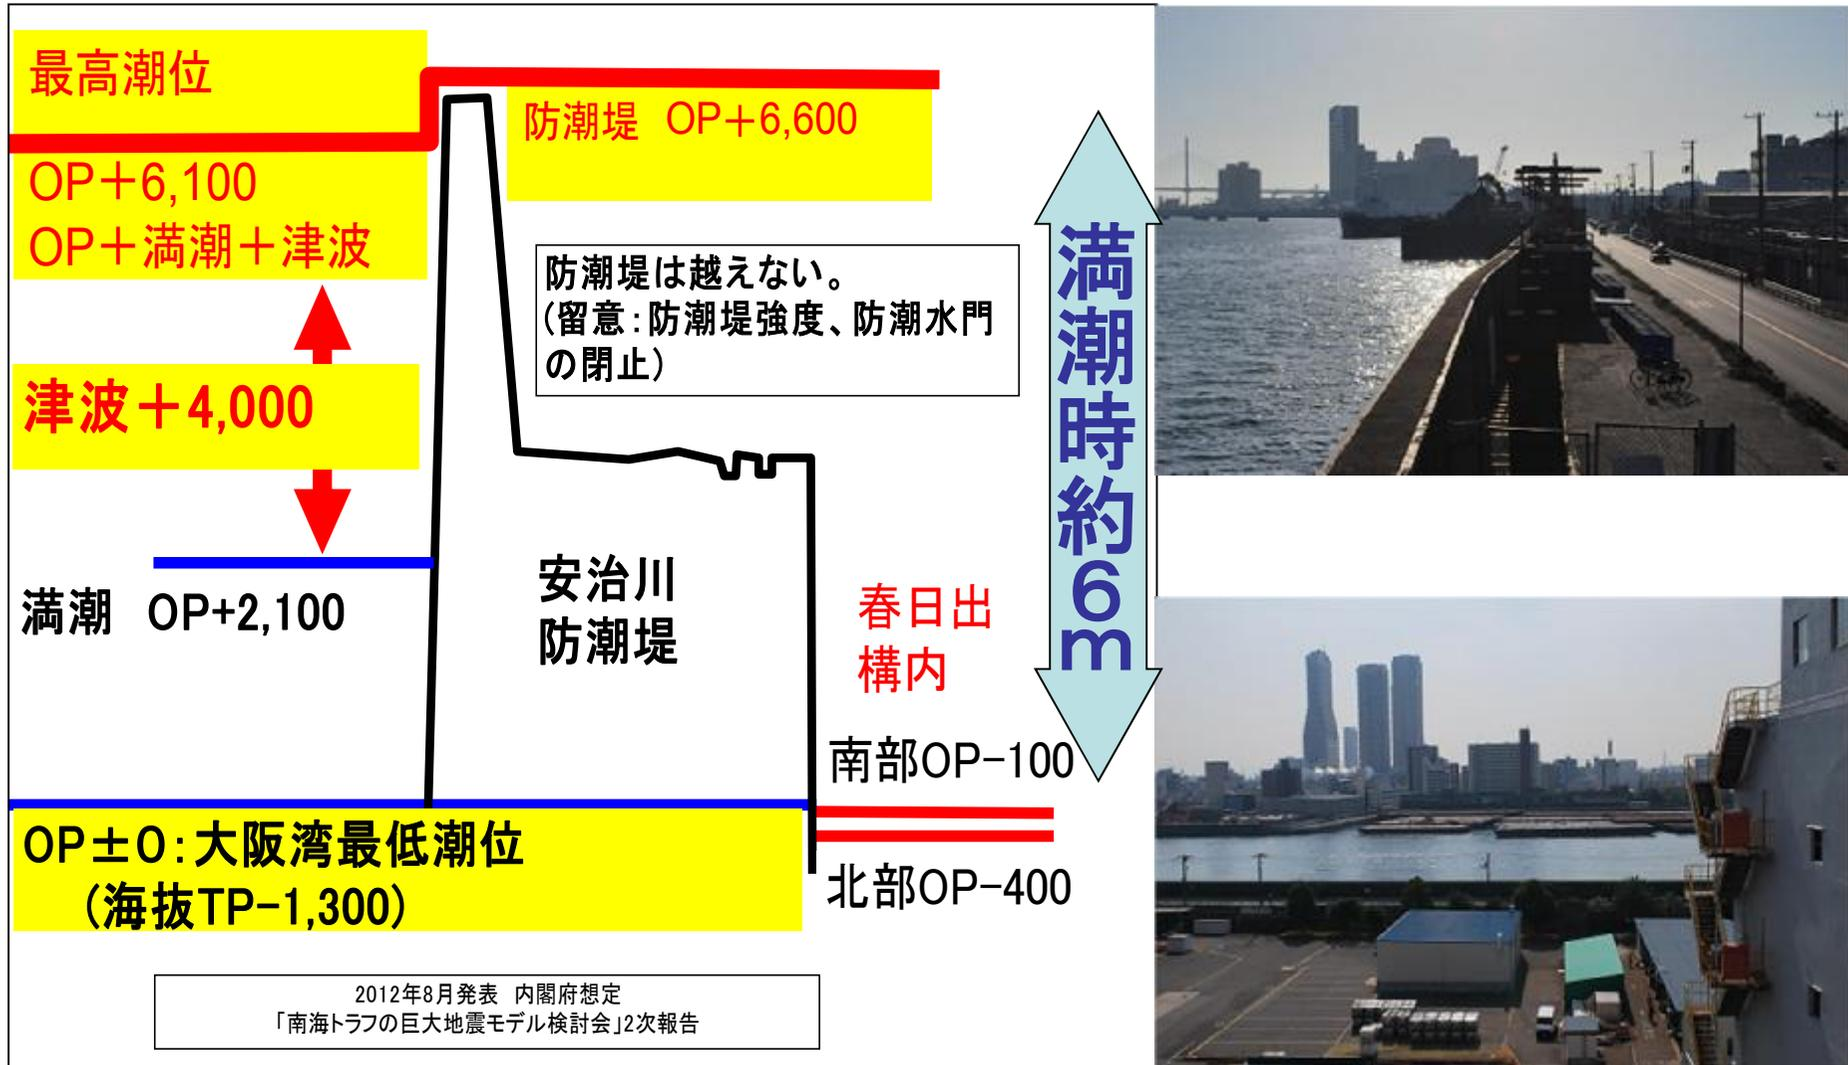 最高潮位
OP＋6,100
OP＋満潮＋津波
防潮堤　OP＋6,600
防潮堤は越えない。
(留意：防潮堤強度、防潮水門
の閉止)
津波＋4,000
満潮　OP+2,100
安治川
防潮堤
春日出
構内
満潮時約6m
南部OP-100
北部OP-400
OP±0：大阪湾最低潮位
(海抜TP-1,300)
2012年8月発表　内閣府想定
「南海トラフの巨大地震モデル検討会」2次報告